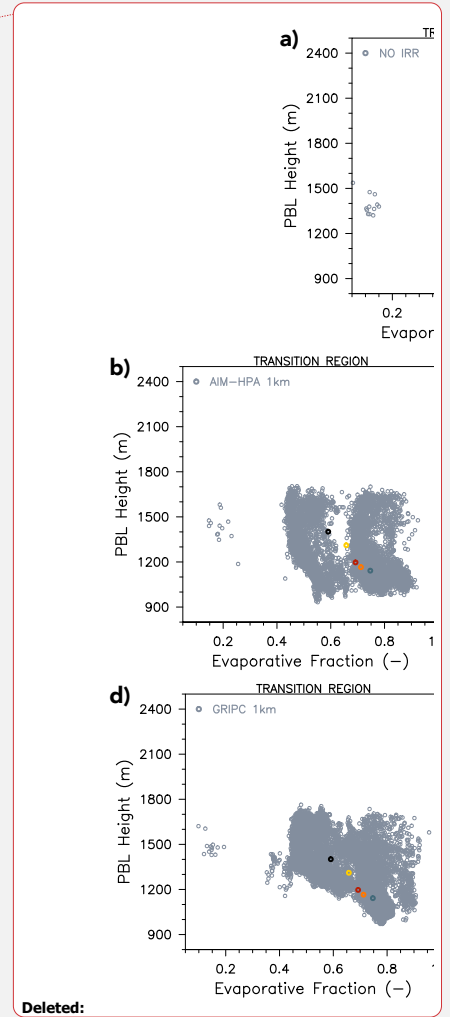 a)
TR
2400
NO IRR
2100
1800
1500
1200
900
PBL Height (m)
0.2
Evapor
b)
TRANSITION REGION
2400
AIM-HPA 1km
2100
1800
1500
1200
900
PBL Height (m)
0.2 0.4 0.6 0.8 1
Evaporative Fraction (-)
d)
TRANSITION REGION
2400
GRIPC 1km
2100
1800
1500
1200
900
PBL Height (m)
0.2 0.4 0.6 0.8 1
Evaporative Fraction (-)
Deleted: